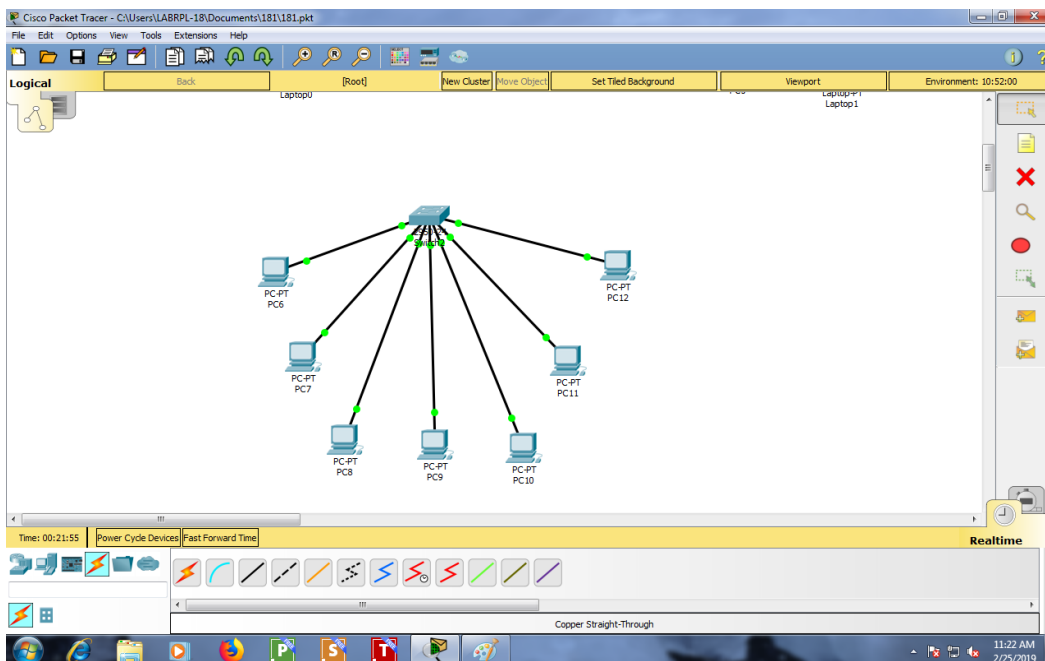 Cisco Packet Tracer - C:\Users\LABRPL-18\Documents\181\181.pkt
File Edit Options View Tools Extensions Help
Logical Back [Root] New Cluster Move Object Set Tiled Background Viewport Environment: 10:52:00
Laptop0
Laptop-PT
Laptop1
2950-24
Switch2
PC-PT
PC6
PC-PT
PC12
PC-PT
PC7
PC-PT
PC11
PC-PT
PC8
PC-PT
PC9
PC-PT
PC10
Time: 00:21:55 Power Cycle Devices Fast Forward Time
Realtime
Copper Straight-Through
11:22 AM
2/25/2019